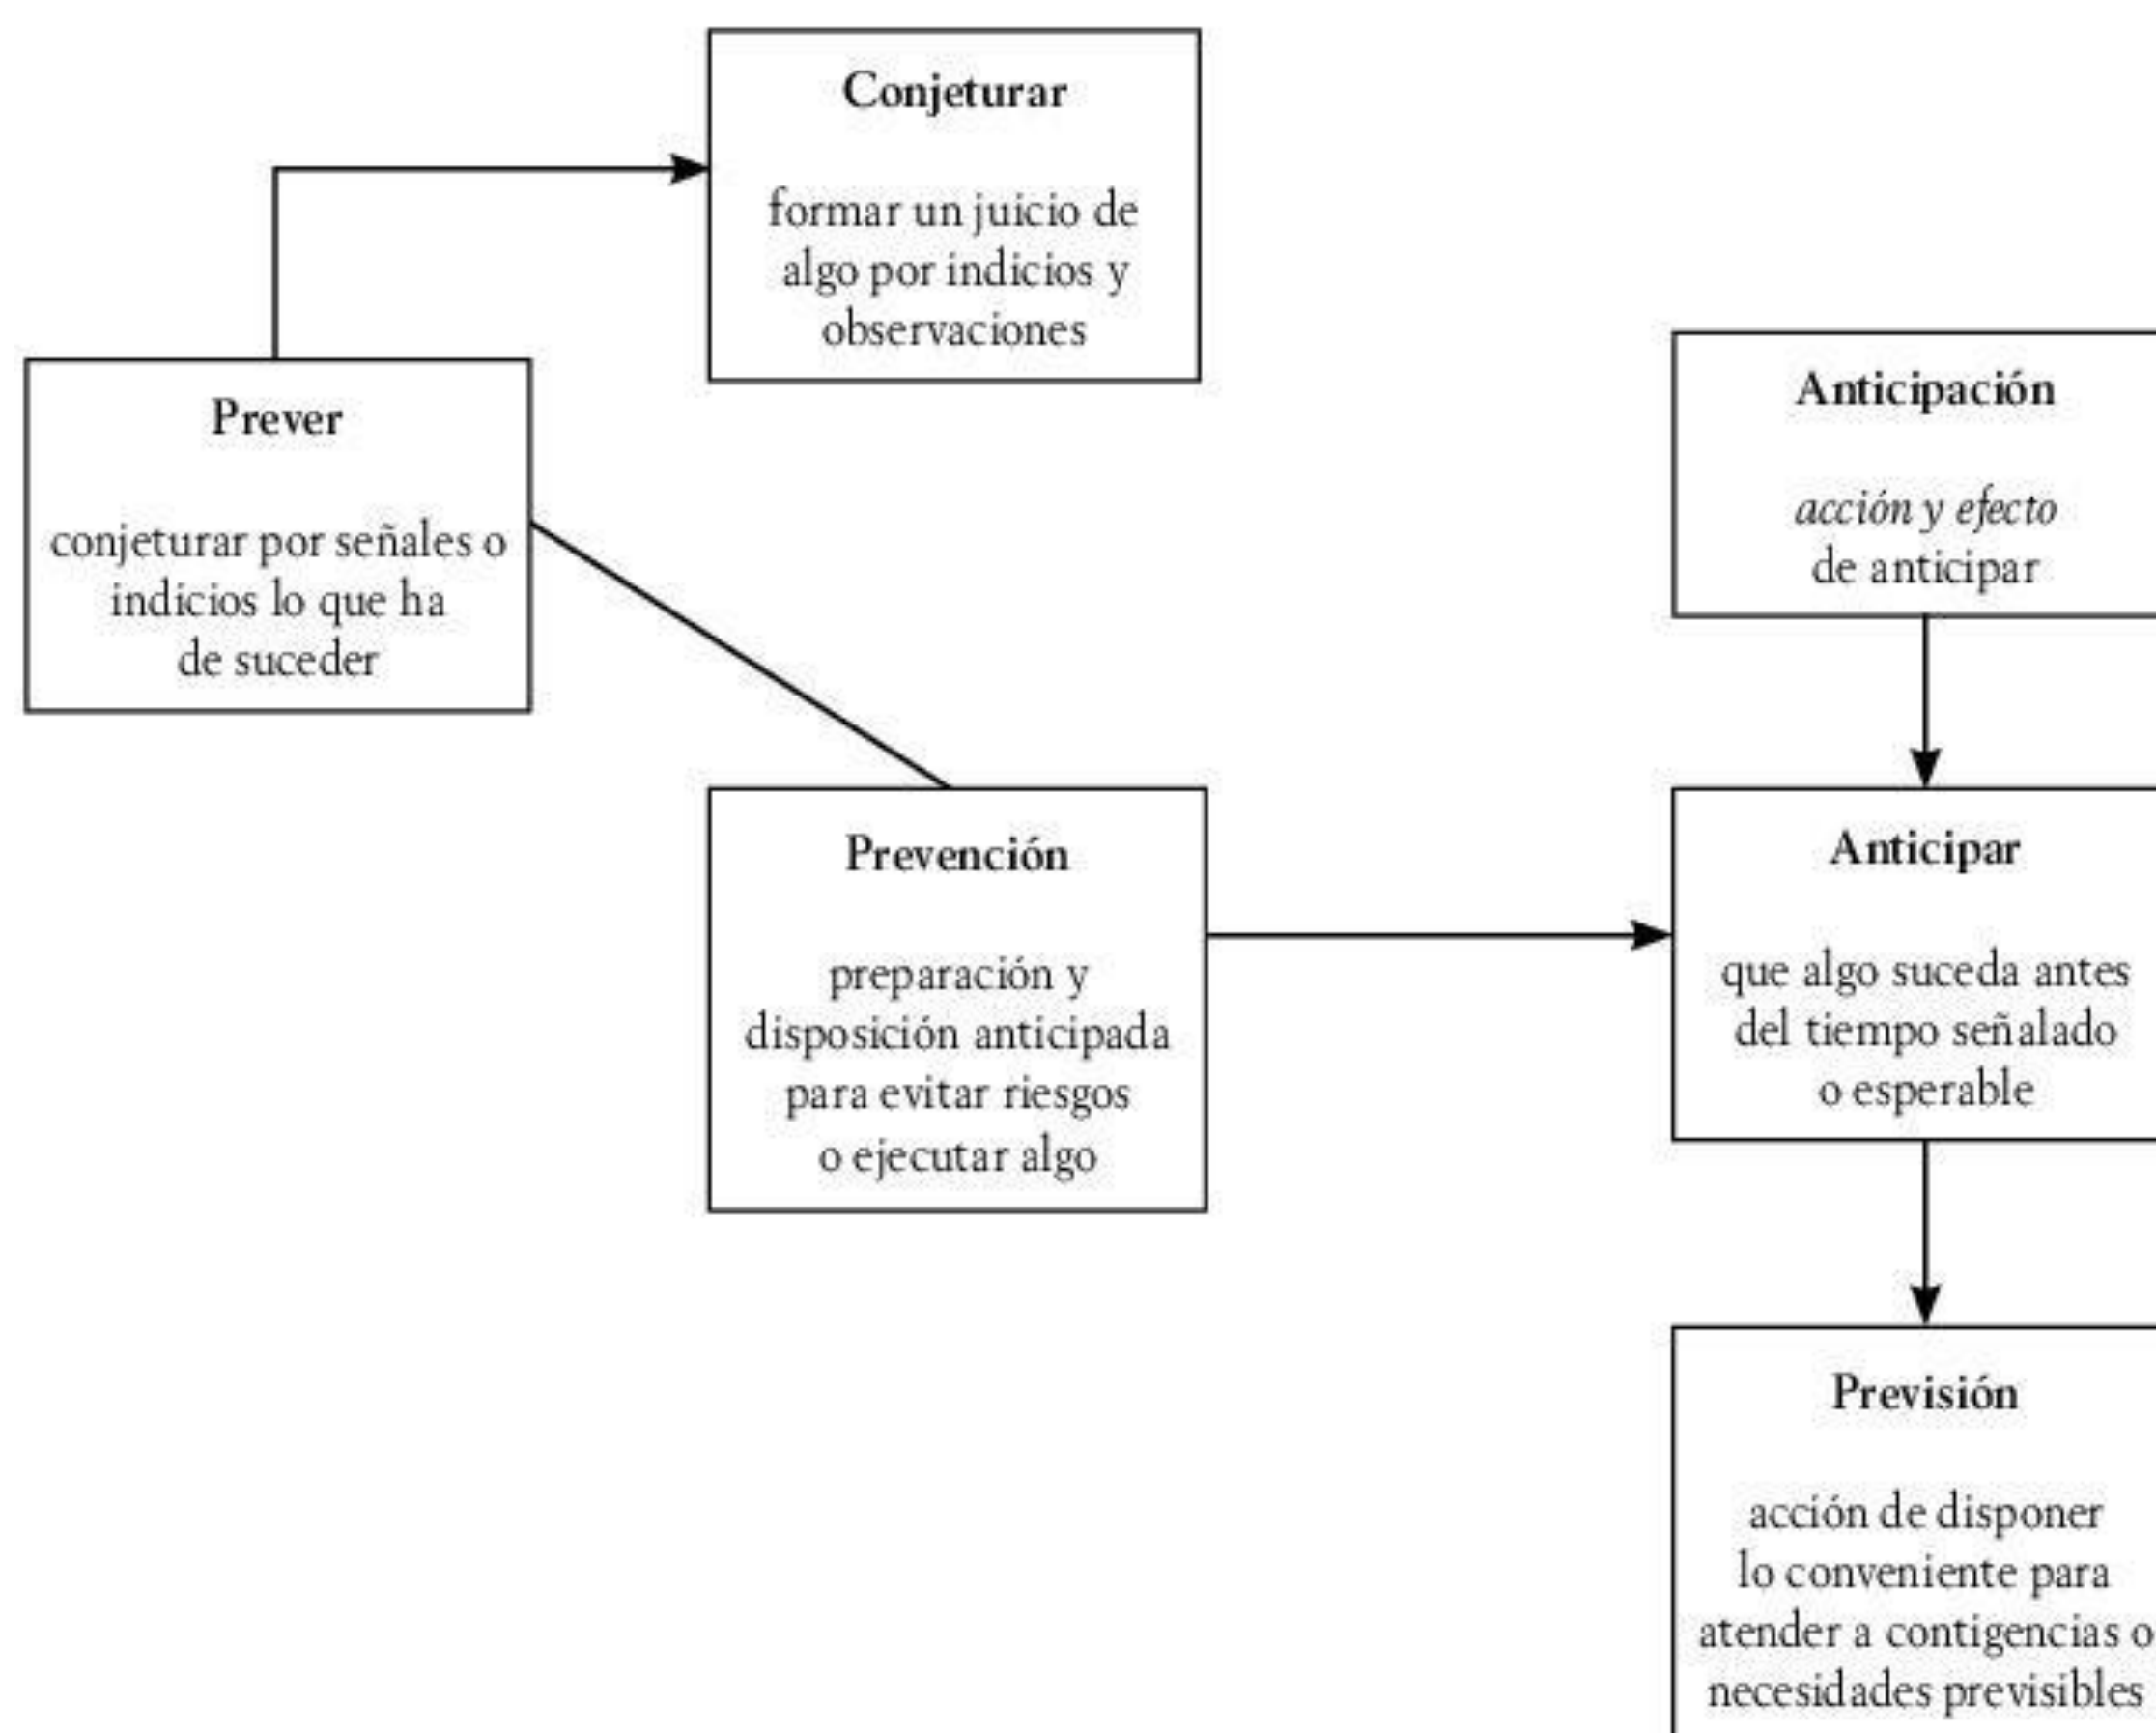 Conjeturar
formar un juicio de
algo por indicios y
observaciones
Prever
conjeturar por señales o
indicios lo que ha
de suceder
Anticipación
acción y efecto
de anticipar
Prevención
preparación y
disposición anticipada
para evitar riesgos
o ejecutar algo
Anticipar
que algo suceda antes
del tiempo señalado
o esperable
Previsión
acción de disponer
lo conveniente para
atender a contigencias o
necesidades previsibles